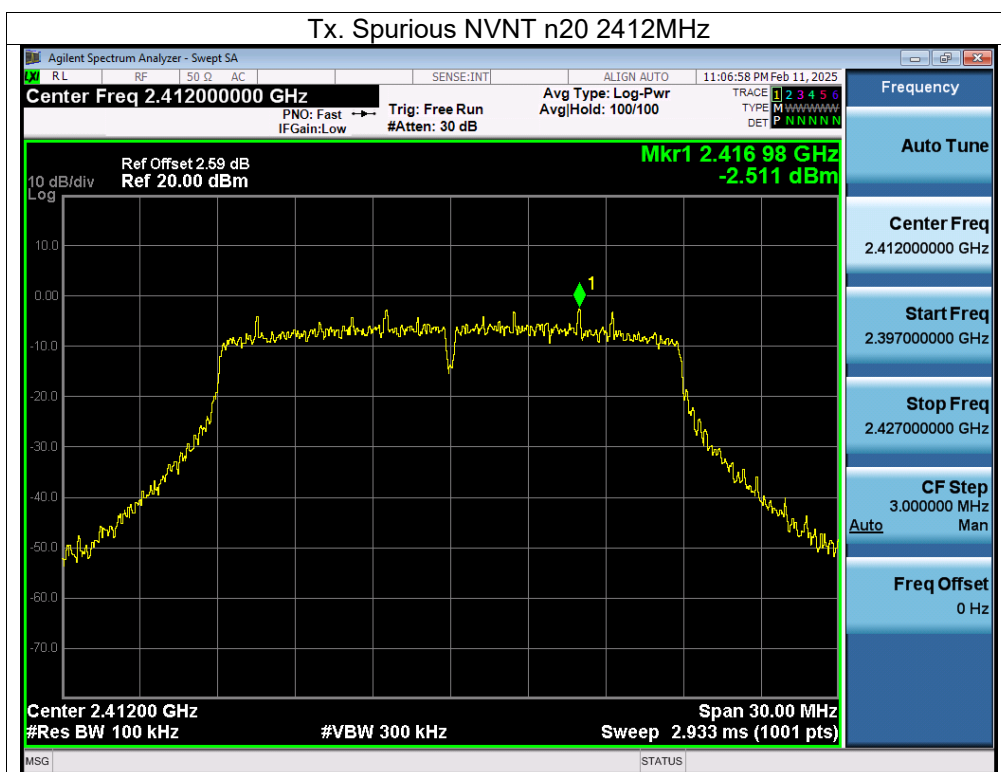 Tx. Spurious NVNT n20 2412MHz
Agilent Spectrum Analyzer - Swept SA
LXI RL RF 50 Ω AC SENSE:INT ALIGN AUTO 11:06:58 PM Feb 11, 2025
Center Freq 2.412000000 GHz
PNO: Fast
IFGain:Low
Trig: Free Run
#Atten: 30 dB
Avg Type: Log-Pwr
Avg|Hold: 100/100
TRACE 1 2 3 4 5 6
TYPE M WWWWW
DET P N N N N N
Mkr1 2.416 98 GHz
-2.511 dBm
Ref Offset 2.59 dB
10 dB/div Ref 20.00 dBm
Log
10.0
0.00
-10.0
-20.0
-30.0
-40.0
-50.0
-60.0
-70.0
1
Center 2.41200 GHz Span 30.00 MHz
#Res BW 100 kHz #VBW 300 kHz Sweep 2.933 ms (1001 pts)
MSG STATUS
Frequency
Auto Tune
Center Freq
2.412000000 GHz
Start Freq
2.397000000 GHz
Stop Freq
2.427000000 GHz
CF Step
3.000000 MHz
Auto Man
Freq Offset
0 Hz